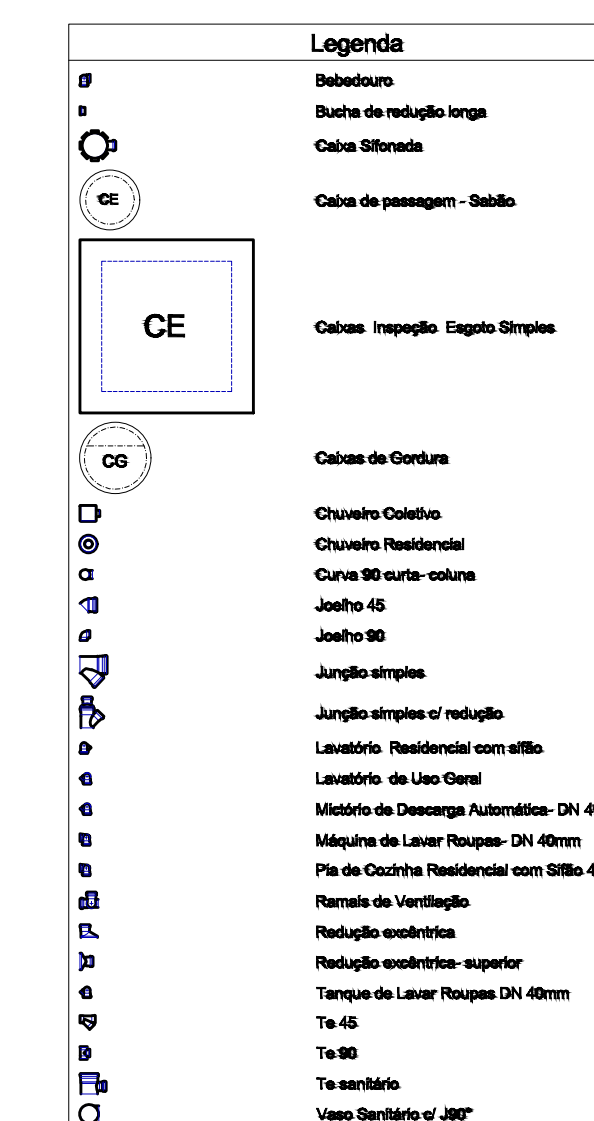 Legenda
Bebedouro
Bucha de redução longa
Caixa Sifonada
CE Caixa de passagem - Sabão
CE Caixas Inspeção Esgoto Simples
CG Caixas de Gordura
Chuveiro Coletivo
Chuveiro Residencial
Curva 90 curta- coluna
Joelho 45
Joelho 90
Junção simples
Junção simples c/ redução
Lavatório Residencial com sifão
Lavatório de Uso Geral
Mictório de Descarga Automática- DN 4
Máquina de Lavar Roupas- DN 40mm
Pia de Cozinha Residencial com Sifão 4
Ramais de Ventilação
Redução excêntrica
Redução excêntrica- superior
Tanque de Lavar Roupas DN 40mm
Te 45
Te 90
Te sanitário
Vaso Sanitário c/ J90°